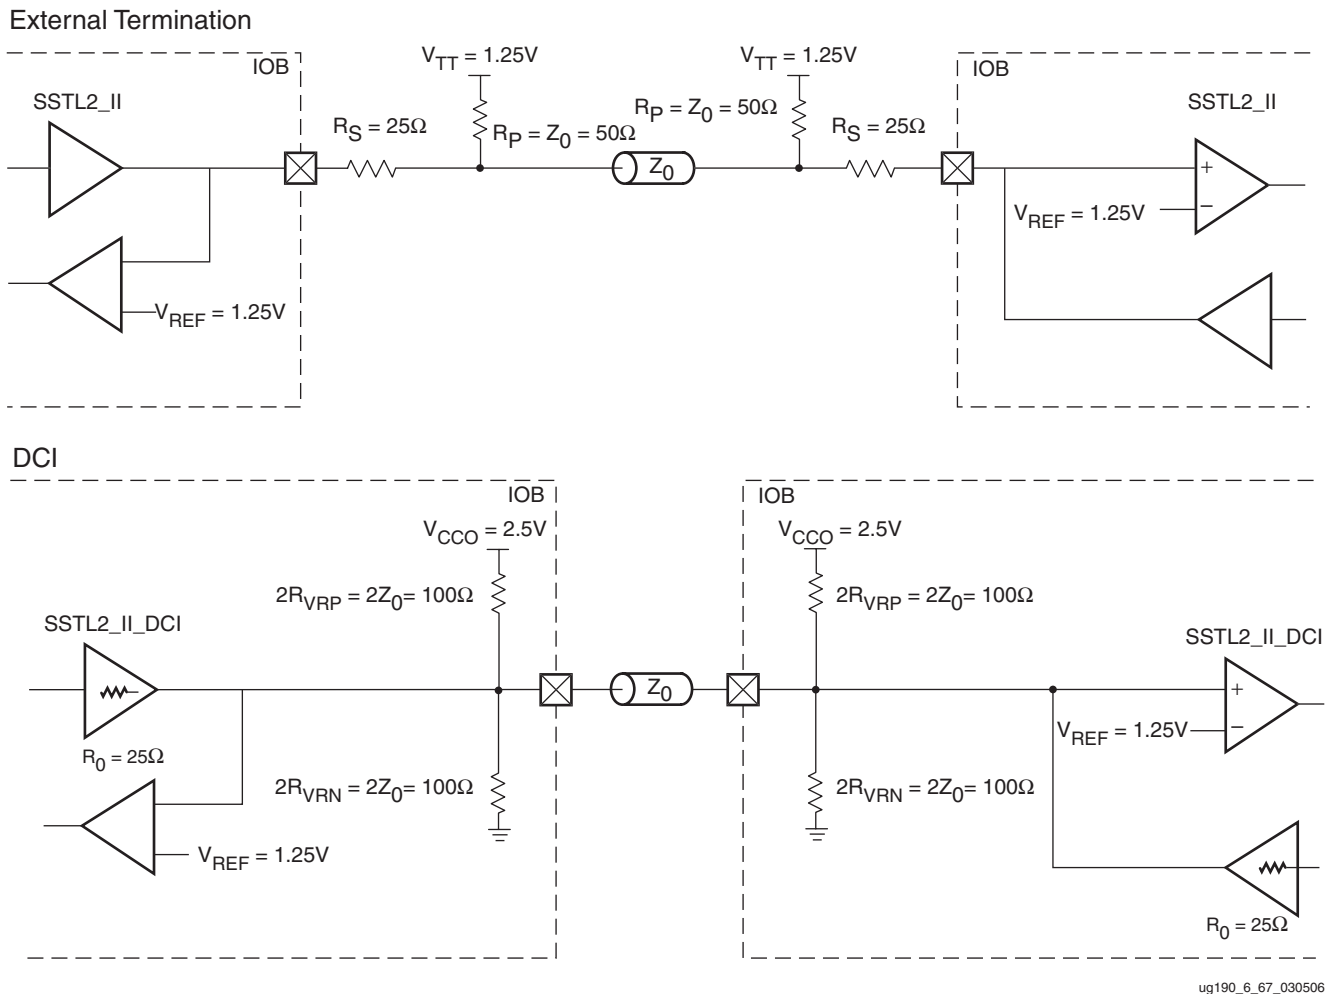 External Termination
IOB
SSTL2_II
RS = 25Ω
VTT = 1.25V
RP = Z0 = 50Ω
Z0
VTT = 1.25V
RP = Z0 = 50Ω
RS = 25Ω
IOB
SSTL2_II
+
−
VREF = 1.25V
VREF = 1.25V
DCI
IOB
VCCO = 2.5V
2RVRP = 2Z0= 100Ω
SSTL2_II_DCI
R0 = 25Ω
2RVRN = 2Z0= 100Ω
VREF = 1.25V
Z0
IOB
VCCO = 2.5V
2RVRP = 2Z0= 100Ω
SSTL2_II_DCI
+
−
VREF = 1.25V
2RVRN = 2Z0= 100Ω
R0 = 25Ω
ug190_6_67_030506